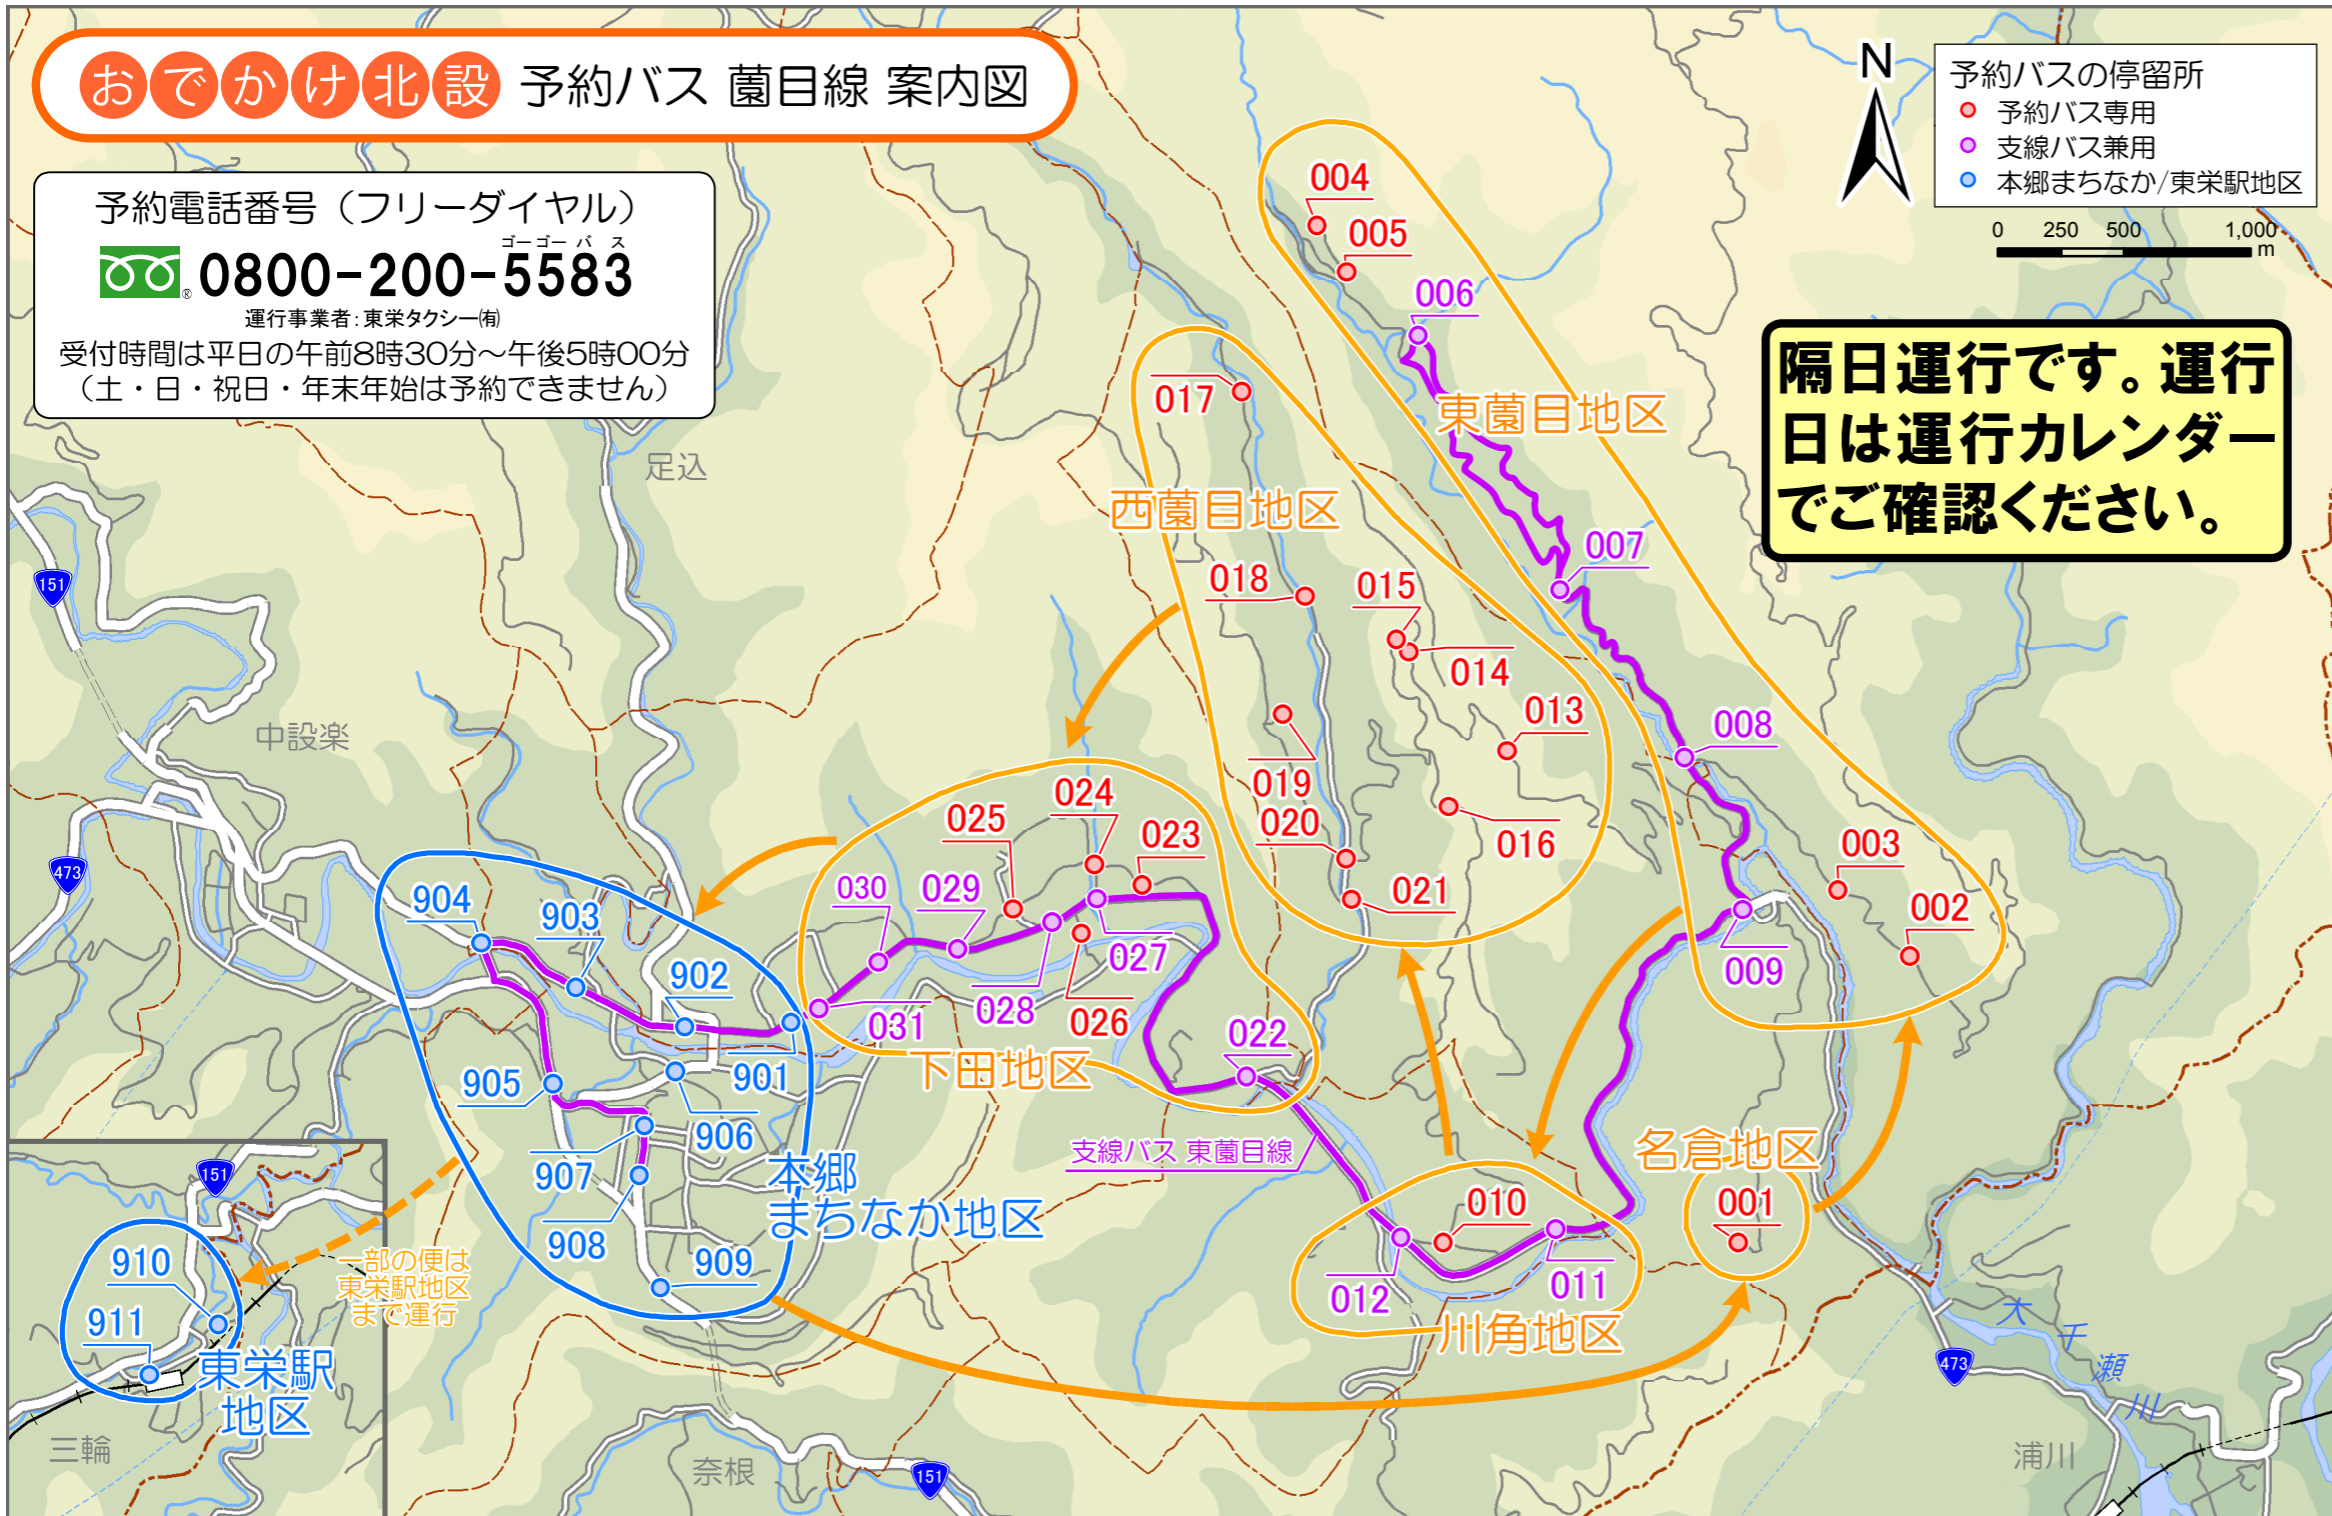 おでかけ北設 予約バス 薗目線 案内図
予約電話番号（フリーダイヤル）
ゴーゴー バス
0800-200-5583
®
運行事業者：東栄タクシー㈲
受付時間は平日の午前8時30分～午後5時00分
（土・日・祝日・年末年始は予約できません）
N
予約バスの停留所
予約バス専用
支線バス兼用
本郷まちなか/東栄駅地区
0 250 500 1,000
m
隔日運行です。運行
日は運行カレンダー
でご確認ください。
004
005
006
017
東薗目地区
足込
西薗目地区
007
151
018
015
014
013
008
中設楽
019
024
020
025
023
016
003
473
030
029
021
904
903
002
902
027
009
028
031
026
022
901
下田地区
905
906
支線バス 東薗目線
名倉地区
907
本郷
まちなか地区
151
010
001
908
910
一部の便は
東栄駅地区
まで運行
909
012
011
911
川角地区
大千瀬川
東栄駅
地区
473
三輪
奈根
151
浦川